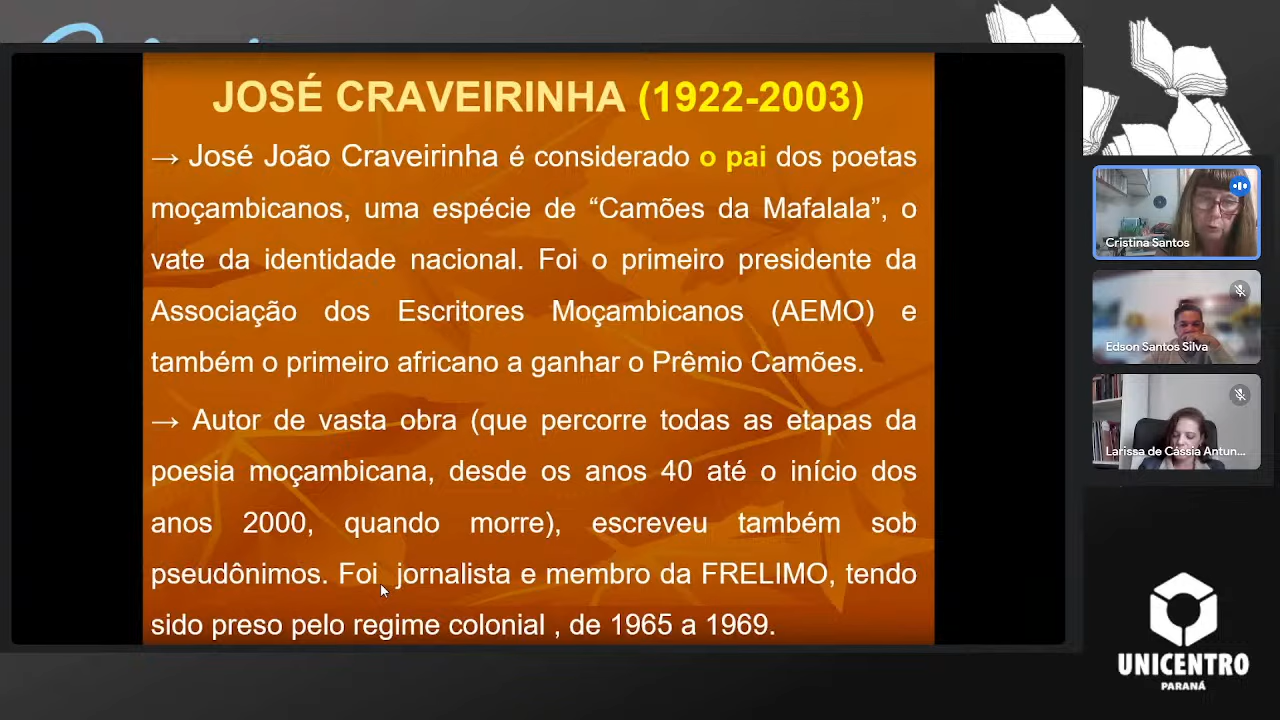 JOSÉ CRAVEIRINHA (1922-2003)
→ José João Craveirinha é considerado o pai dos poetas
moçambicanos, uma espécie de “Camões da Mafalala”, o
vate da identidade nacional. Foi o primeiro presidente da
Associação dos Escritores Moçambicanos (AEMO) e
também o primeiro africano a ganhar o Prêmio Camões.
→ Autor de vasta obra (que percorre todas as etapas da
poesia moçambicana, desde os anos 40 até o início dos
anos 2000, quando morre), escreveu também sob
pseudônimos. Foi jornalista e membro da FRELIMO, tendo
sido preso pelo regime colonial , de 1965 a 1969.
Cristina Santos
Edson Santos Silva
Larissa de Cássia Antun...
UNICENTRO
PARANÁ